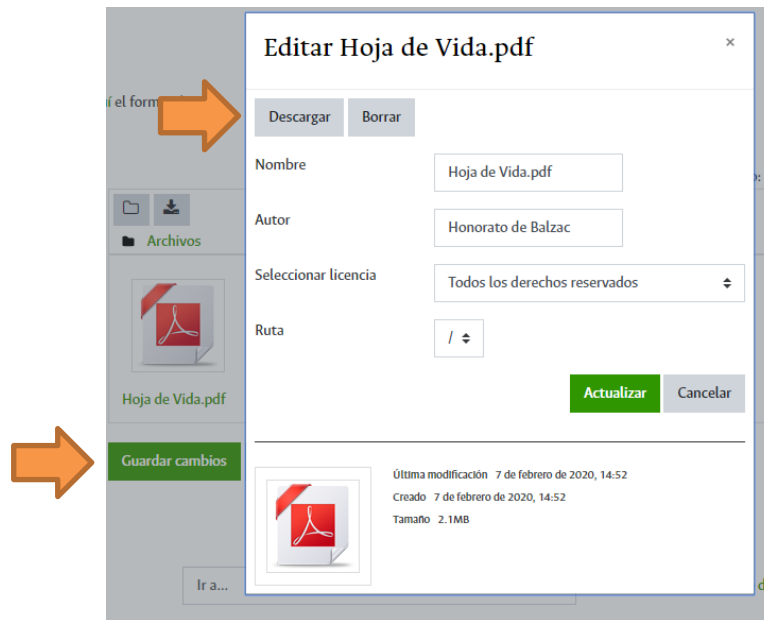 Editar Hoja de Vida.pdf
×
í el form
Descargar Borrar
Nombre Hoja de Vida.pdf
Autor Honorato de Balzac
Archivos
Seleccionar licencia Todos los derechos reservados
Ruta /
Hoja de Vida.pdf
Actualizar Cancelar
Guardar cambios
Última modificación 7 de febrero de 2020, 14:52
Creado 7 de febrero de 2020, 14:52
Tamaño 2.1MB
Ir a...